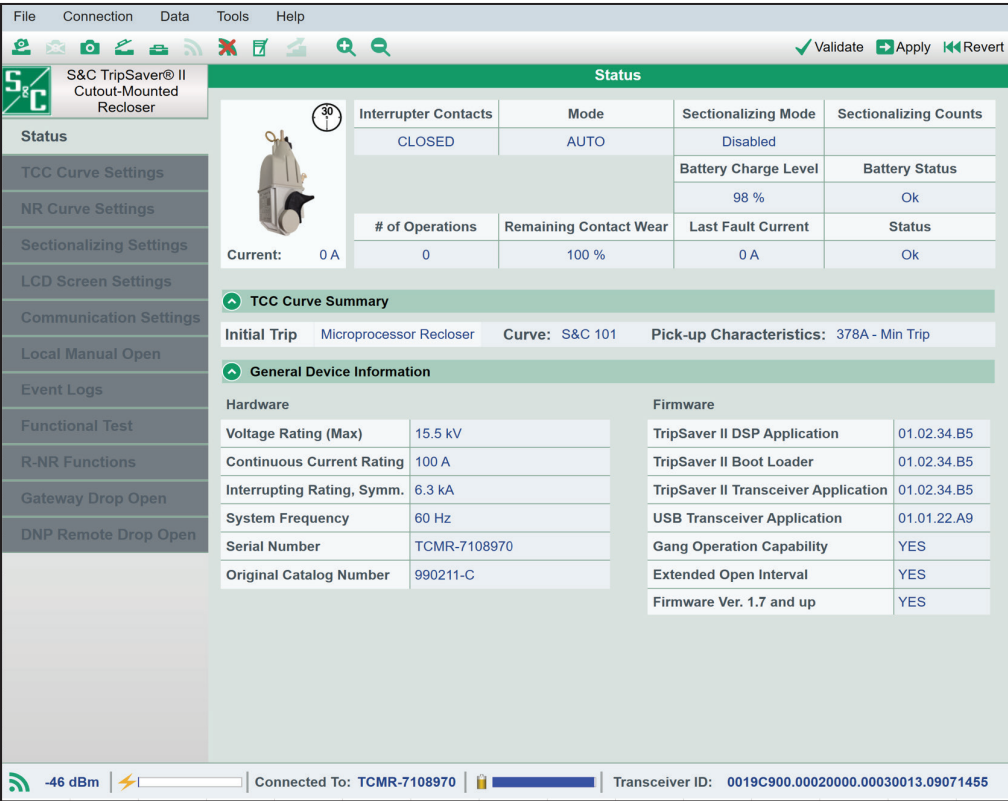 File Connection Data Tools Help
Validate Apply Revert
S&C
S&C TripSaver® II
Cutout-Mounted
Recloser
Status
TCC Curve Settings
NR Curve Settings
Sectionalizing Settings
LCD Screen Settings
Communication Settings
Local Manual Open
Event Logs
Functional Test
R-NR Functions
Gateway Drop Open
DNP Remote Drop Open
Status
30
Current: 0 A
Interrupter Contacts Mode Sectionalizing Mode Sectionalizing Counts
CLOSED AUTO Disabled
Battery Charge Level Battery Status
98 % Ok
# of Operations Remaining Contact Wear Last Fault Current Status
0 100 % 0 A Ok
TCC Curve Summary
Initial Trip Microprocessor Recloser Curve: S&C 101 Pick-up Characteristics: 378A - Min Trip
General Device Information
Hardware
Voltage Rating (Max) 15.5 kV
Continuous Current Rating 100 A
Interrupting Rating, Symm. 6.3 kA
System Frequency 60 Hz
Serial Number TCMR-7108970
Original Catalog Number 990211-C
Firmware
TripSaver II DSP Application 01.02.34.B5
TripSaver II Boot Loader 01.02.34.B5
TripSaver II Transceiver Application 01.02.34.B5
USB Transceiver Application 01.01.22.A9
Gang Operation Capability YES
Extended Open Interval YES
Firmware Ver. 1.7 and up YES
-46 dBm Connected To: TCMR-7108970 Transceiver ID: 0019C900.00020000.00030013.09071455